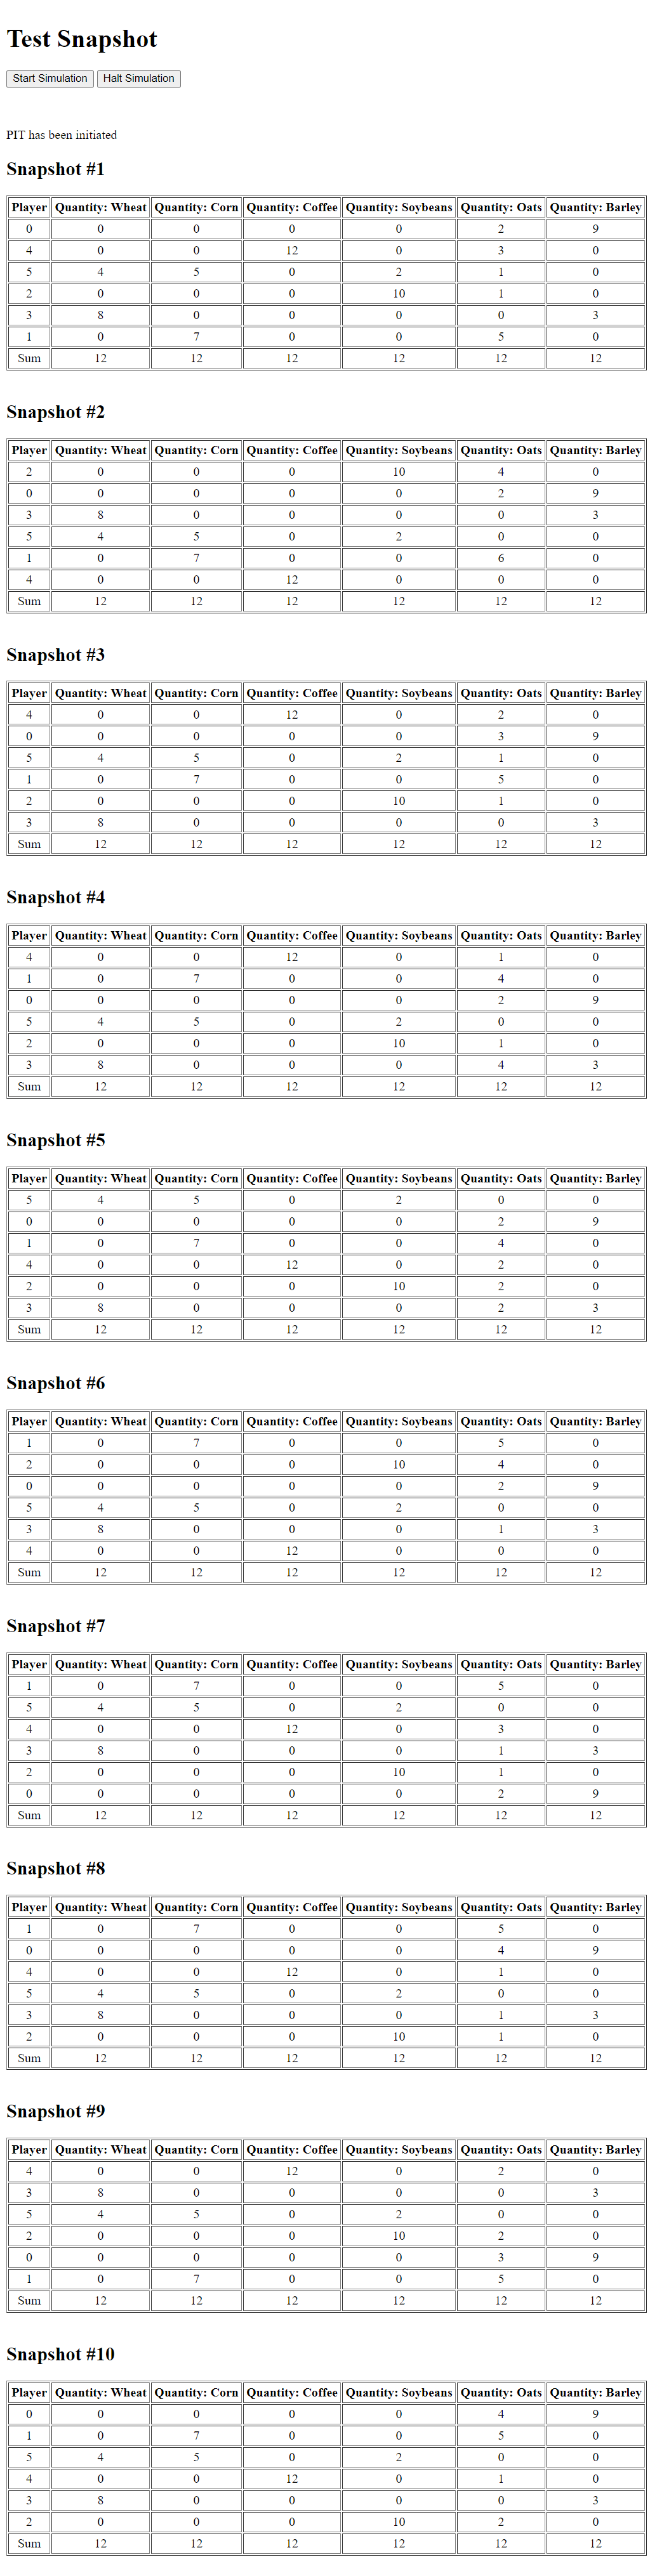 Test Snapshot
Start Simulation Halt Simulation
PIT has been initiated
Snapshot #1
Player Quantity: Wheat Quantity: Corn Quantity: Coffee Quantity: Soybeans Quantity: Oats Quantity: Barley
0 0 0 0 0 2 9
4 0 0 12 0 3 0
5 4 5 0 2 1 0
2 0 0 0 10 1 0
3 8 0 0 0 0 3
1 0 7 0 0 5 0
Sum 12 12 12 12 12 12
Snapshot #2
Player Quantity: Wheat Quantity: Corn Quantity: Coffee Quantity: Soybeans Quantity: Oats Quantity: Barley
2 0 0 0 10 4 0
0 0 0 0 0 2 9
3 8 0 0 0 0 3
5 4 5 0 2 0 0
1 0 7 0 0 6 0
4 0 0 12 0 0 0
Sum 12 12 12 12 12 12
Snapshot #3
Player Quantity: Wheat Quantity: Corn Quantity: Coffee Quantity: Soybeans Quantity: Oats Quantity: Barley
4 0 0 12 0 2 0
0 0 0 0 0 3 9
5 4 5 0 2 1 0
1 0 7 0 0 5 0
2 0 0 0 10 1 0
3 8 0 0 0 0 3
Sum 12 12 12 12 12 12
Snapshot #4
Player Quantity: Wheat Quantity: Corn Quantity: Coffee Quantity: Soybeans Quantity: Oats Quantity: Barley
4 0 0 12 0 1 0
1 0 7 0 0 4 0
0 0 0 0 0 2 9
5 4 5 0 2 0 0
2 0 0 0 10 1 0
3 8 0 0 0 4 3
Sum 12 12 12 12 12 12
Snapshot #5
Player Quantity: Wheat Quantity: Corn Quantity: Coffee Quantity: Soybeans Quantity: Oats Quantity: Barley
5 4 5 0 2 0 0
0 0 0 0 0 2 9
1 0 7 0 0 4 0
4 0 0 12 0 2 0
2 0 0 0 10 2 0
3 8 0 0 0 2 3
Sum 12 12 12 12 12 12
Snapshot #6
Player Quantity: Wheat Quantity: Corn Quantity: Coffee Quantity: Soybeans Quantity: Oats Quantity: Barley
1 0 7 0 0 5 0
2 0 0 0 10 4 0
0 0 0 0 0 2 9
5 4 5 0 2 0 0
3 8 0 0 0 1 3
4 0 0 12 0 0 0
Sum 12 12 12 12 12 12
Snapshot #7
Player Quantity: Wheat Quantity: Corn Quantity: Coffee Quantity: Soybeans Quantity: Oats Quantity: Barley
1 0 7 0 0 5 0
5 4 5 0 2 0 0
4 0 0 12 0 3 0
3 8 0 0 0 1 3
2 0 0 0 10 1 0
0 0 0 0 0 2 9
Sum 12 12 12 12 12 12
Snapshot #8
Player Quantity: Wheat Quantity: Corn Quantity: Coffee Quantity: Soybeans Quantity: Oats Quantity: Barley
1 0 7 0 0 5 0
0 0 0 0 0 4 9
4 0 0 12 0 1 0
5 4 5 0 2 0 0
3 8 0 0 0 1 3
2 0 0 0 10 1 0
Sum 12 12 12 12 12 12
Snapshot #9
Player Quantity: Wheat Quantity: Corn Quantity: Coffee Quantity: Soybeans Quantity: Oats Quantity: Barley
4 0 0 12 0 2 0
3 8 0 0 0 0 3
5 4 5 0 2 0 0
2 0 0 0 10 2 0
0 0 0 0 0 3 9
1 0 7 0 0 5 0
Sum 12 12 12 12 12 12
Snapshot #10
Player Quantity: Wheat Quantity: Corn Quantity: Coffee Quantity: Soybeans Quantity: Oats Quantity: Barley
0 0 0 0 0 4 9
1 0 7 0 0 5 0
5 4 5 0 2 0 0
4 0 0 12 0 1 0
3 8 0 0 0 0 3
2 0 0 0 10 2 0
Sum 12 12 12 12 12 12